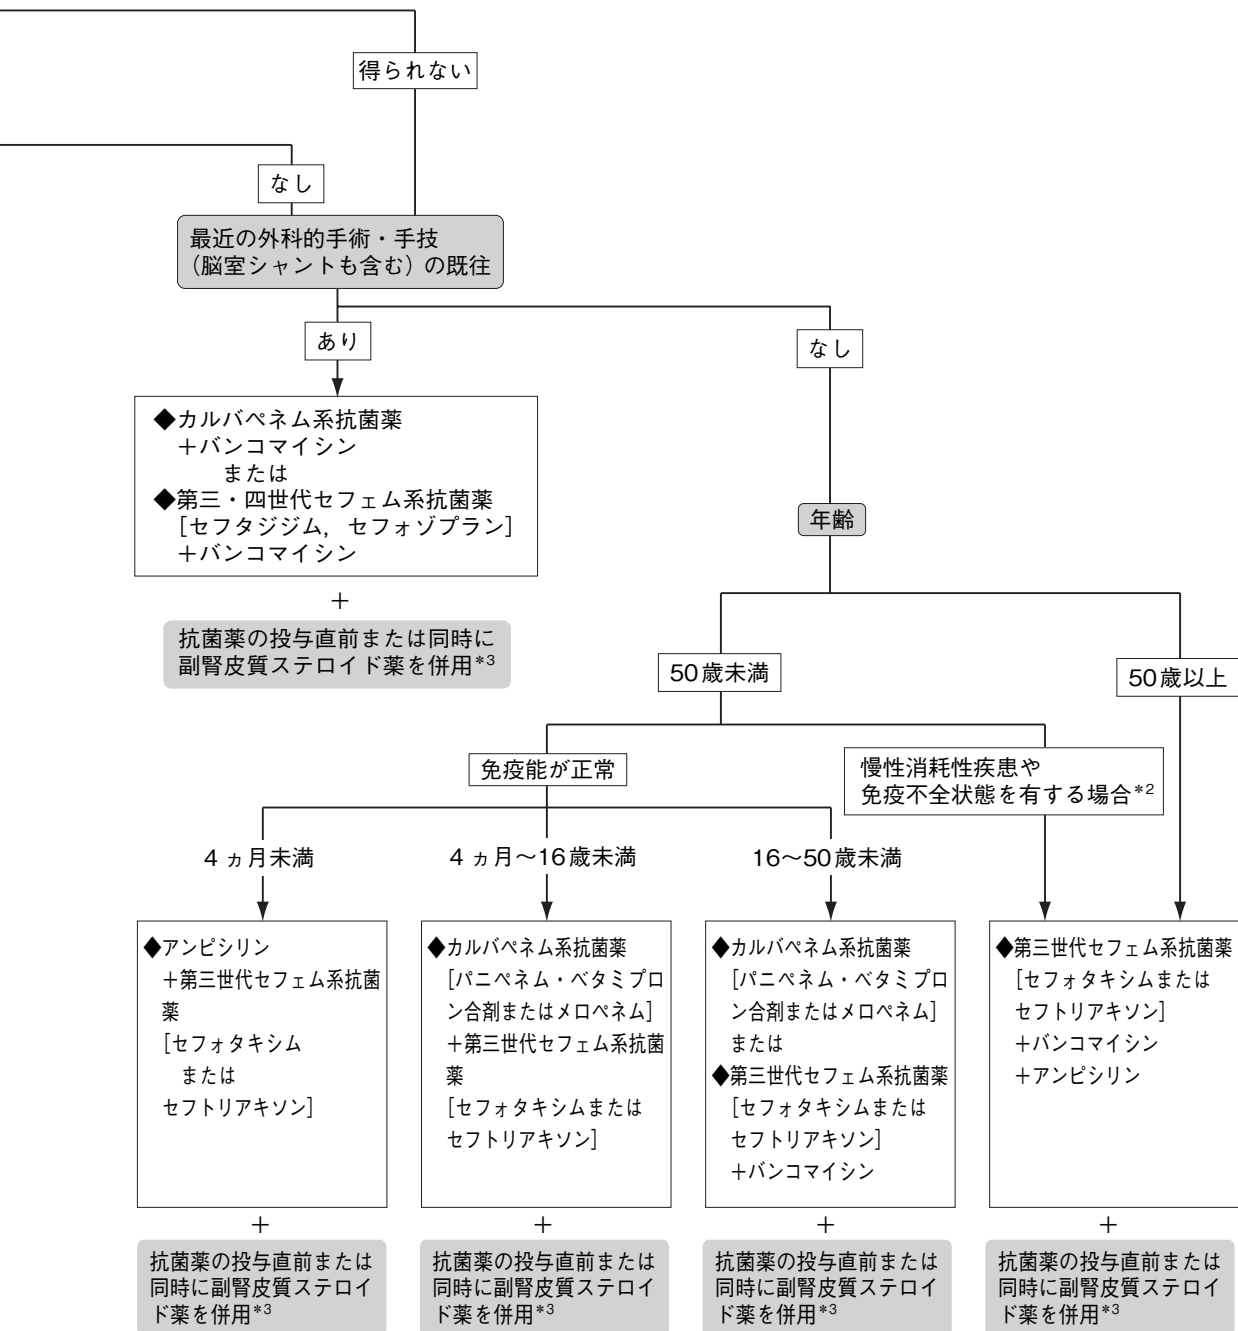 得られない
なし
最近の外科的手術・手技
（脳室シャントも含む）の既往
あり
なし
◆カルバペネム系抗菌薬
＋バンコマイシン
または
◆第三・四世代セフェム系抗菌薬
［セフタジジム，セフォゾプラン］
＋バンコマイシン
＋
抗菌薬の投与直前または同時に
副腎皮質ステロイド薬を併用*3
年齢
50歳未満
50歳以上
免疫能が正常
慢性消耗性疾患や
免疫不全状態を有する場合*2
4ヵ月未満
4ヵ月〜16歳未満
16〜50歳未満
◆アンピシリン
＋第三世代セフェム系抗菌
薬
［セフォタキシム
または
セフトリアキソン］
＋
抗菌薬の投与直前または
同時に副腎皮質ステロイ
ド薬を併用*3
◆カルバペネム系抗菌薬
［パニペネム・ベタミプロ
ン合剤またはメロペネム］
＋第三世代セフェム系抗菌
薬
［セフォタキシムまたは
セフトリアキソン］
＋
抗菌薬の投与直前または
同時に副腎皮質ステロイ
ド薬を併用*3
◆カルバペネム系抗菌薬
［パニペネム・ベタミプロ
ン合剤またはメロペネム］
または
◆第三世代セフェム系抗菌薬
［セフォタキシムまたは
セフトリアキソン］
＋バンコマイシン
＋
抗菌薬の投与直前または
同時に副腎皮質ステロイ
ド薬を併用*3
◆第三世代セフェム系抗菌薬
［セフォタキシムまたは
セフトリアキソン］
＋バンコマイシン
＋アンピシリン
＋
抗菌薬の投与直前または
同時に副腎皮質ステロイ
ド薬を併用*3